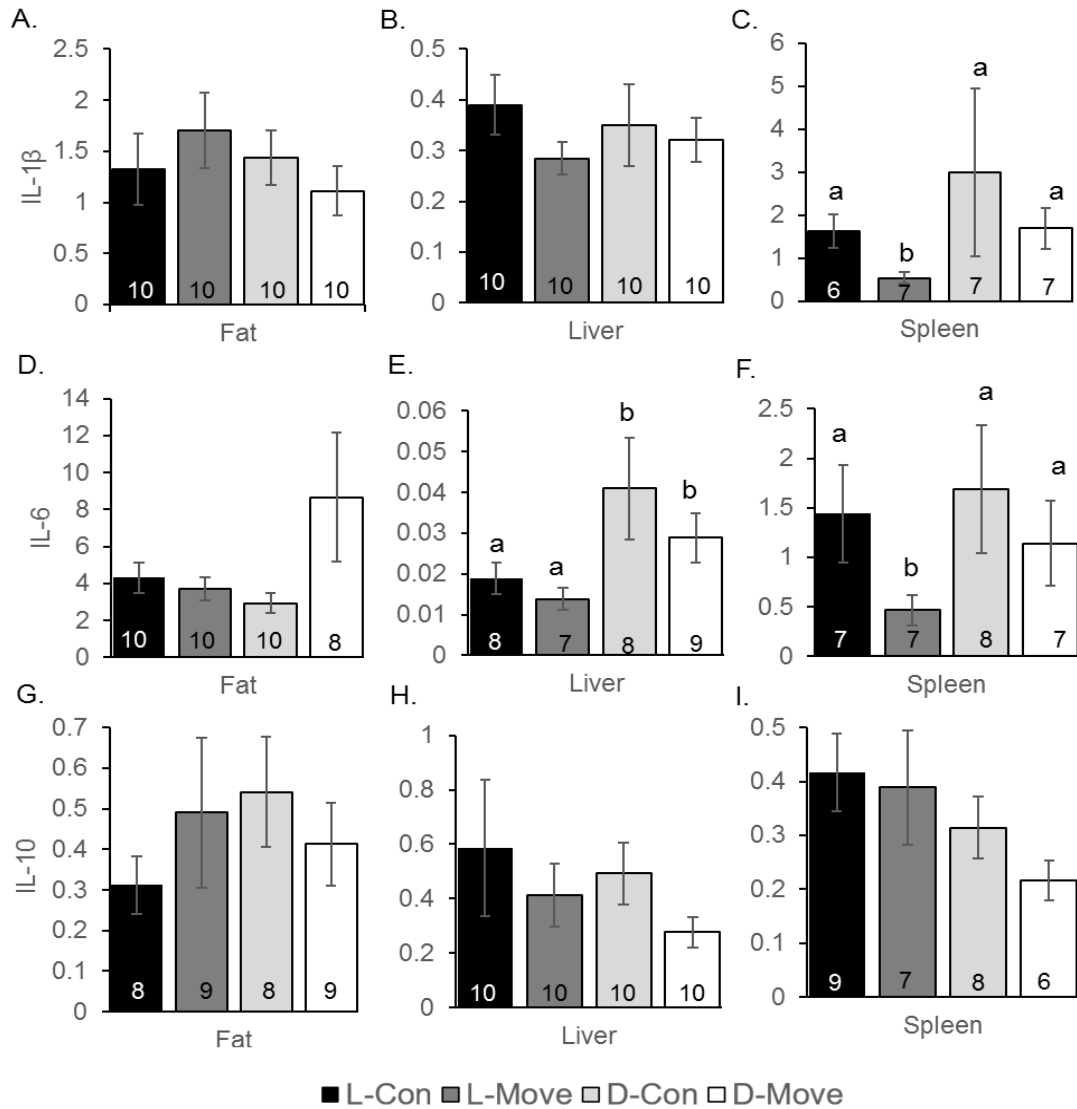 A.
2.5
2
1.5
1
0.5
0
IL-1β
10 10 10 10
Fat
B.
0.5
0.4
0.3
0.2
0.1
0
10 10 10 10
Liver
C.
6
5
4
3
2
1
0
a b a a
6 7 7 7
Spleen
D.
14
12
10
8
6
4
2
0
IL-6
10 10 10 8
Fat
E.
0.06
0.05
0.04
0.03
0.02
0.01
0
a a b b
8 7 8 9
Liver
F.
2.5
2
1.5
1
0.5
0
a b a a
7 7 8 7
Spleen
G.
0.7
0.6
0.5
0.4
0.3
0.2
0.1
0
IL-10
8 9 8 9
Fat
H.
1
0.8
0.6
0.4
0.2
0
10 10 10 10
Liver
I.
0.5
0.4
0.3
0.2
0.1
0
9 7 8 6
Spleen
L-Con L-Move D-Con D-Move